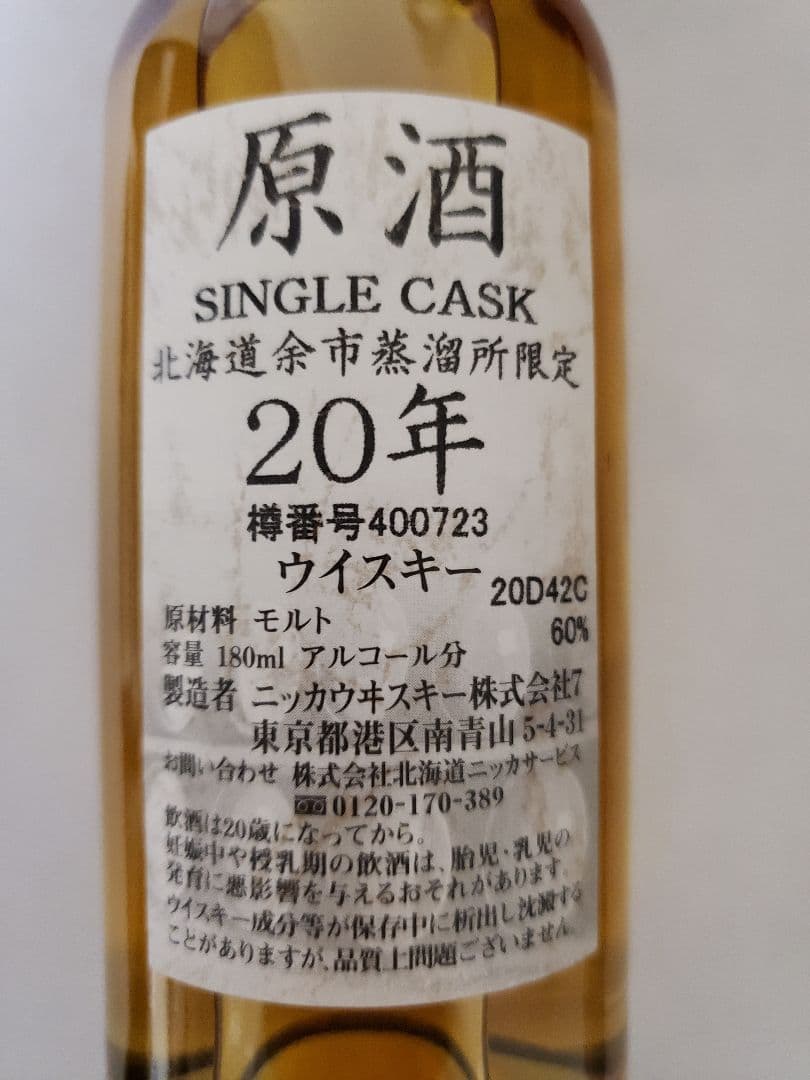 原酒
SINGLE CASK
北海道余市蒸溜所限定
20年
樽番号400723
ウイスキー 20D42C
原材料 モルト 60%
容量 180ml アルコール分
製造者 ニッカウヰスキー株式会社7
東京都港区南青山5-4-31
お問い合わせ 株式会社北海道ニッカサービス
0120-170-389
飲酒は20歳になってから。
妊娠中や授乳期の飲酒は、胎児・乳児の
発育に悪影響を与えるおそれがあります。
ウイスキー成分等が保存中に析出し沈澱する
ことがありますが、品質上問題ございません。